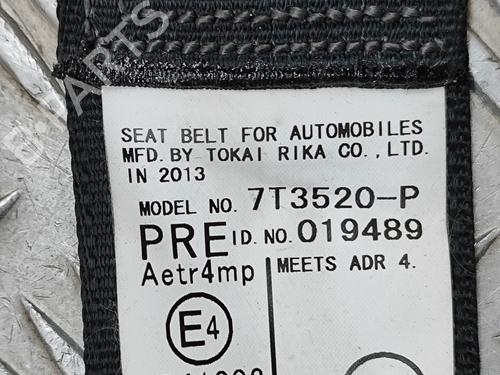 SEAT BELT FOR AUTOMOBILES
MFD. BY TOKAI RIKA CO., LTD.
IN 2013
MODEL NO. 7T3520-P
PRE ID. NO. 019489
Aetr4mp MEETS ADR 4.
E4